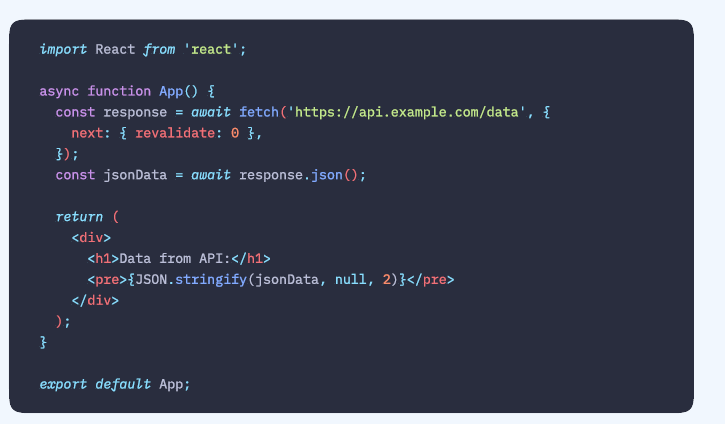 import React from 'react';
async function App() {
const response = await fetch('https://api.example.com/data', {
next: { revalidate: 0 },
});
const jsonData = await response.json();
return (
<div>
<h1>Data from API:</h1>
<pre>{JSON.stringify(jsonData, null, 2)}</pre>
</div>
);
}
export default App;